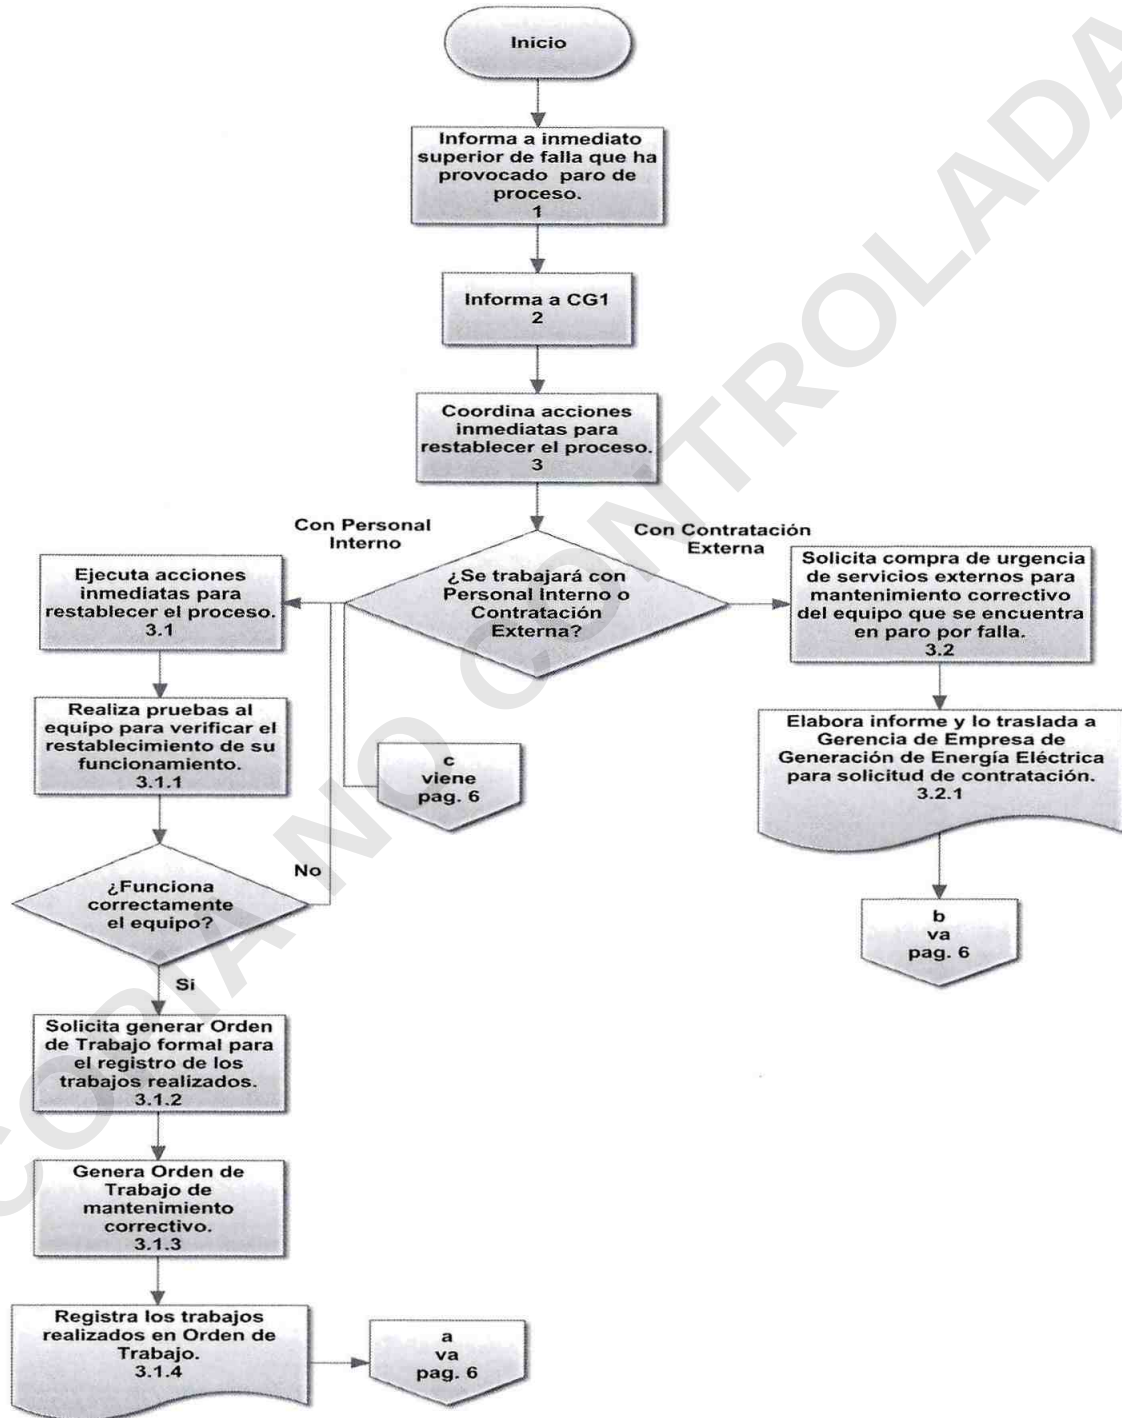 Inicio
Informa a inmediato
superior de falla que ha
provocado paro de
proceso.
1
Informa a CG1
2
Coordina acciones
inmediatas para
restablecer el proceso.
3
Con Personal
Interno
¿Se trabajará con
Personal Interno o
Contratación
Externa?
Con Contratación
Externa
Ejecuta acciones
inmediatas para
restablecer el proceso.
3.1
Realiza pruebas al
equipo para verificar el
restablecimiento de su
funcionamiento.
3.1.1
c
viene
pag. 6
¿Funciona
correctamente
el equipo?
No
Si
Solicita generar Orden
de Trabajo formal para
el registro de los
trabajos realizados.
3.1.2
Genera Orden de
Trabajo de
mantenimiento
correctivo.
3.1.3
Registra los trabajos
realizados en Orden de
Trabajo.
3.1.4
a
va
pag. 6
Solicita compra de urgencia
de servicios externos para
mantenimiento correctivo
del equipo que se encuentra
en paro por falla.
3.2
Elabora informe y lo traslada a
Gerencia de Empresa de
Generación de Energía Eléctrica
para solicitud de contratación.
3.2.1
b
va
pag. 6
COPIA NO CONTROLADA